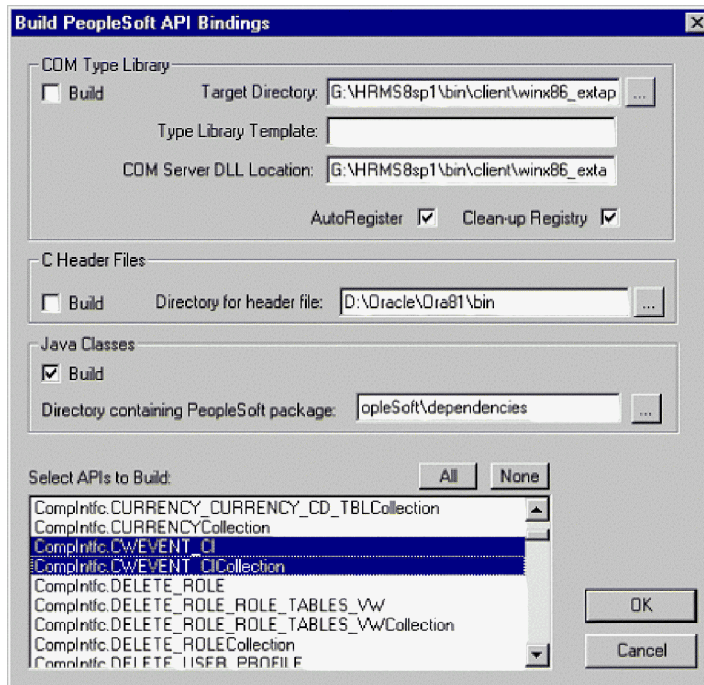 Build PeopleSoft API Bindings
COM Type Library
Build Target Directory: G:\HRMS8sp1\bin\client\winx86_extap ...
Type Library Template:
COM Server DLL Location: G:\HRMS8sp1\bin\client\winx86_exta
AutoRegister Clean-up Registry
C Header Files
Build Directory for header file: D:\Oracle\Ora81\bin ...
Java Classes
Build
Directory containing PeopleSoft package: opleSoft\dependencies ...
Select APIs to Build: All None
CompIntfc.CURRENCY_CURRENCY_CD_TBLCollection
CompIntfc.CURRENCYCollection
CompIntfc.CWEVENT_CI
CompIntfc.CWEVENT_CICollection
CompIntfc.DELETE_ROLE
CompIntfc.DELETE_ROLE_ROLE_TABLES_VW
CompIntfc.DELETE_ROLE_ROLE_TABLES_VWCollection
CompIntfc.DELETE_ROLECollection
CompIntfc.DELETE_USER_PROFILE
OK
Cancel